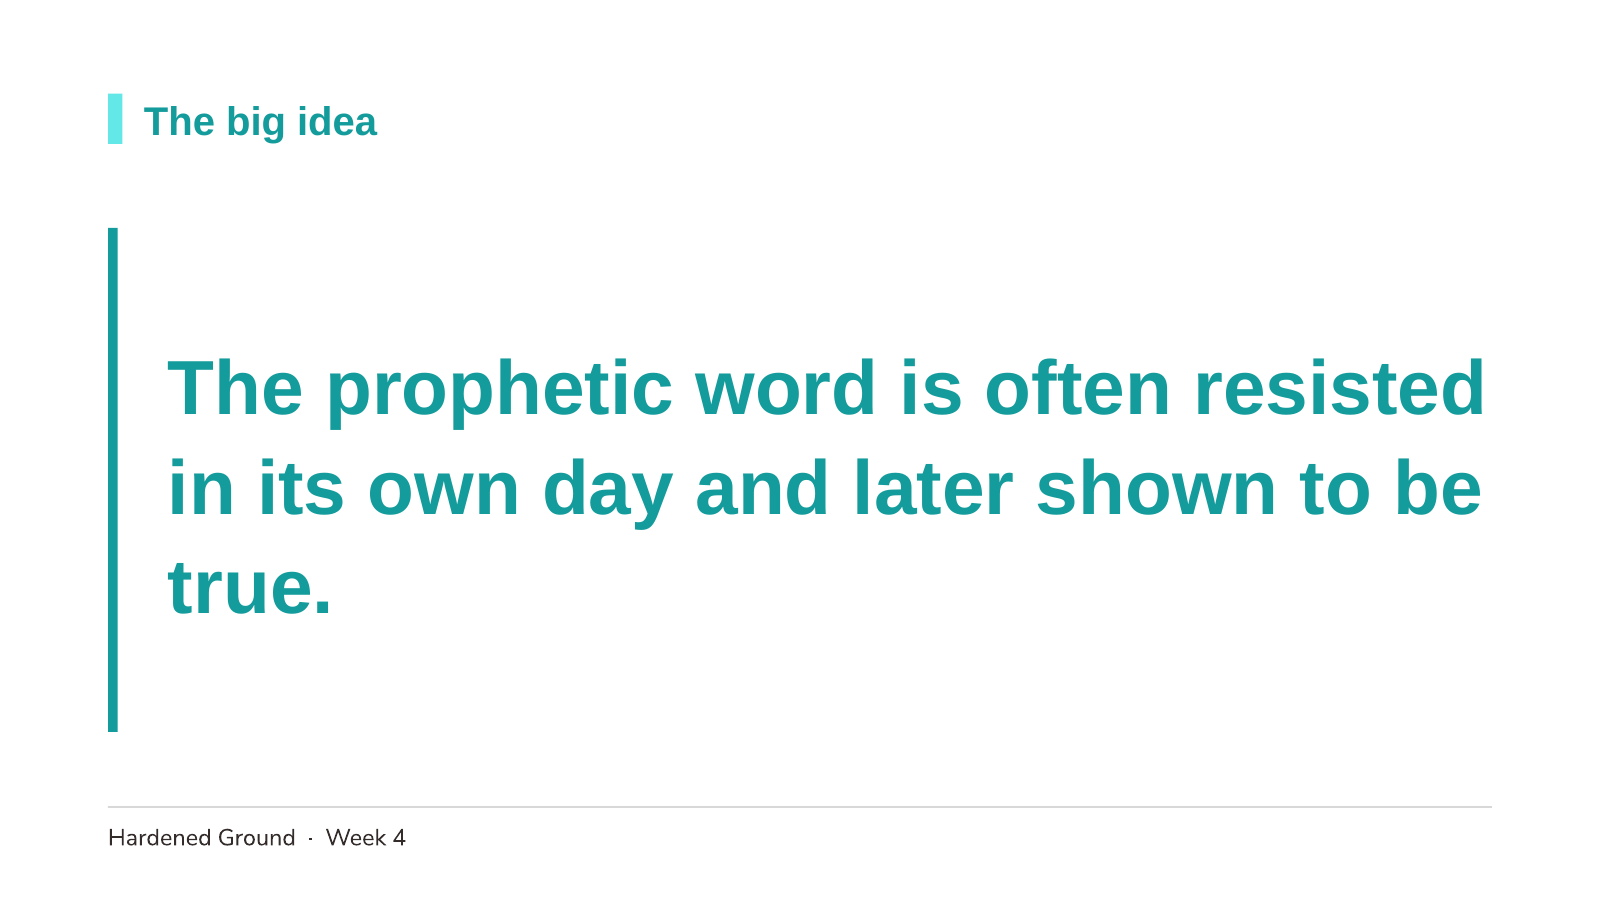 The big idea
The prophetic word is often resisted
in its own day and later shown to be
true.
Hardened Ground · Week 4